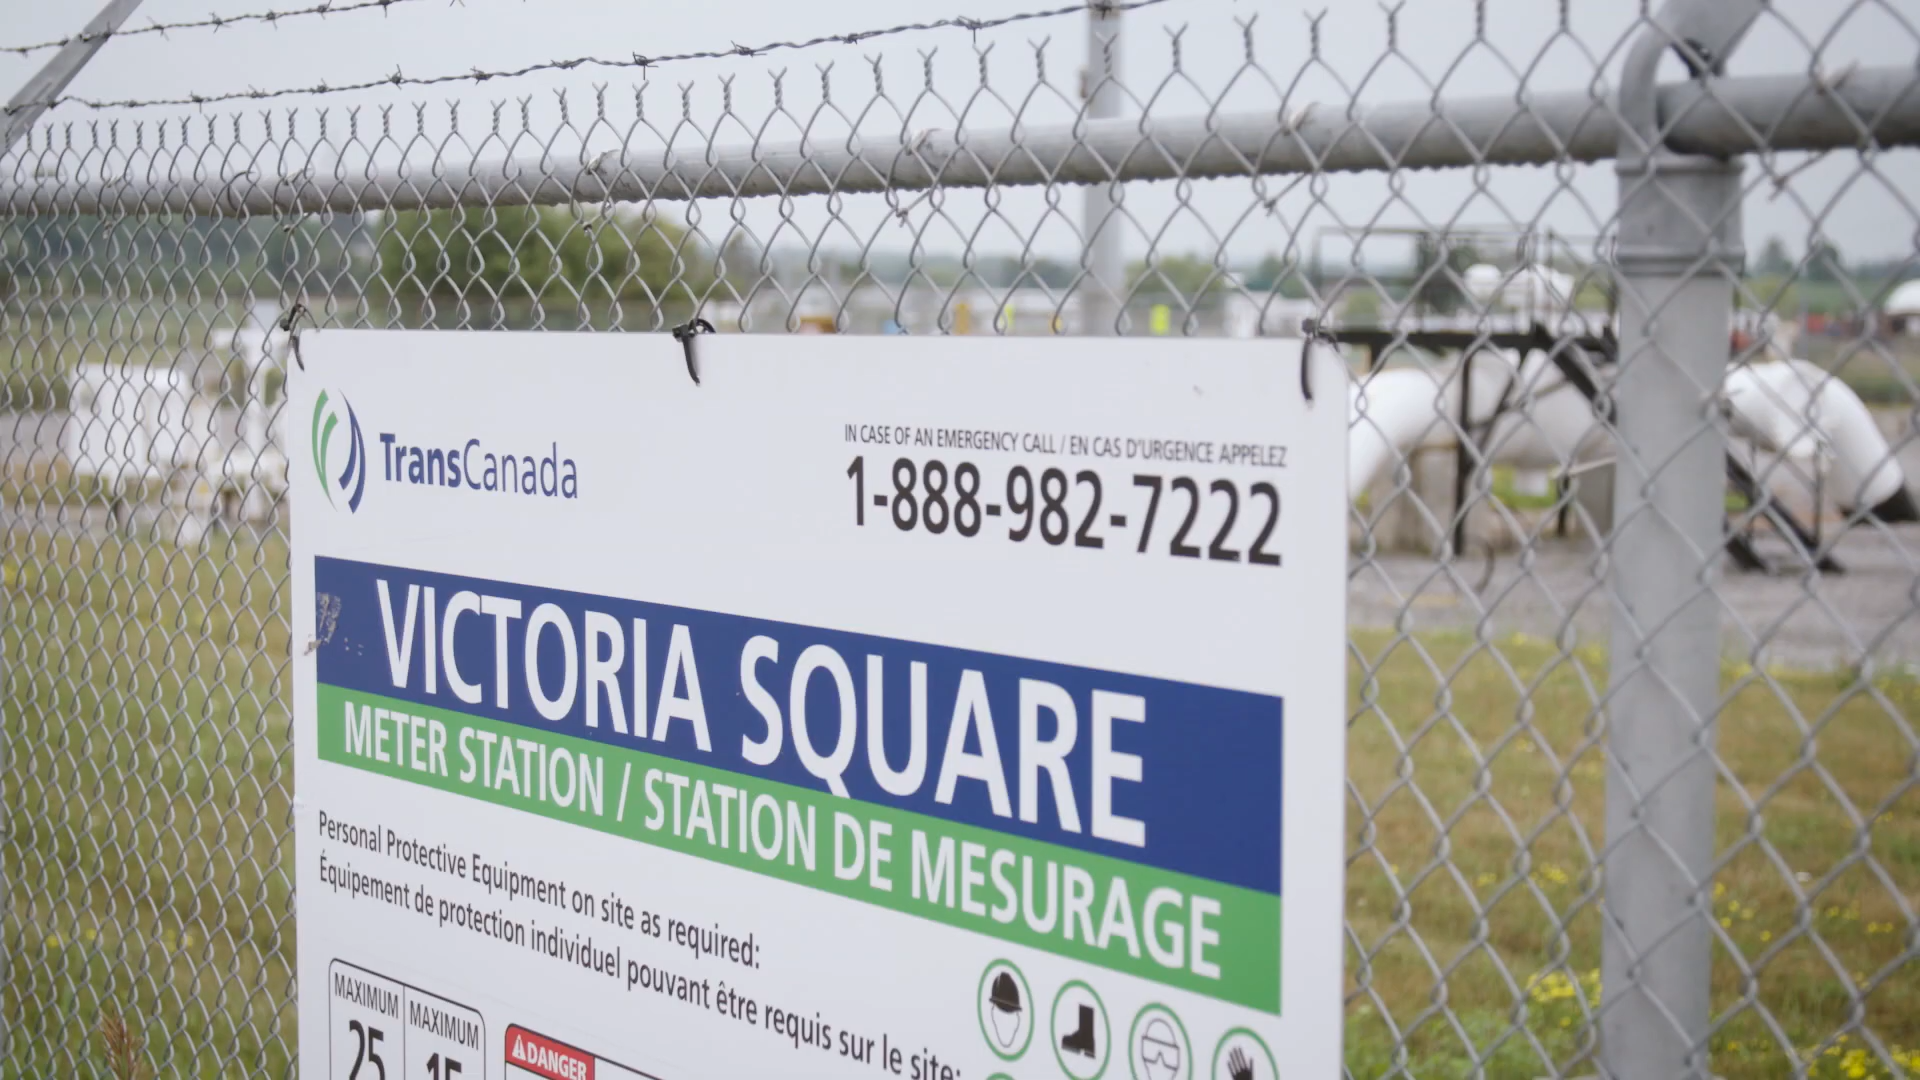 TransCanada
IN CASE OF AN EMERGENCY CALL / EN CAS D'URGENCE APPELEZ
1-888-982-7222
VICTORIA SQUARE
METER STATION / STATION DE MESURAGE
Personal Protective Equipment on site as required:
Équipement de protection individuel pouvant être requis sur le site:
MAXIMUM
25
MAXIMUM
15
DANGER